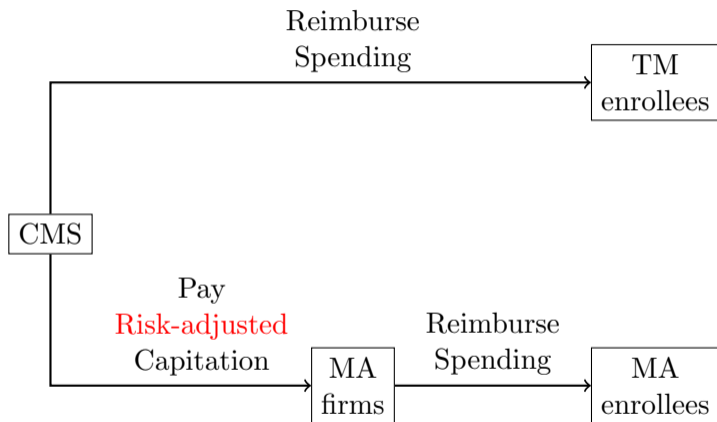 Reimburse
Spending
TM
enrollees
CMS
Pay
Risk-adjusted
Capitation
Reimburse
Spending
MA
firms
MA
enrollees